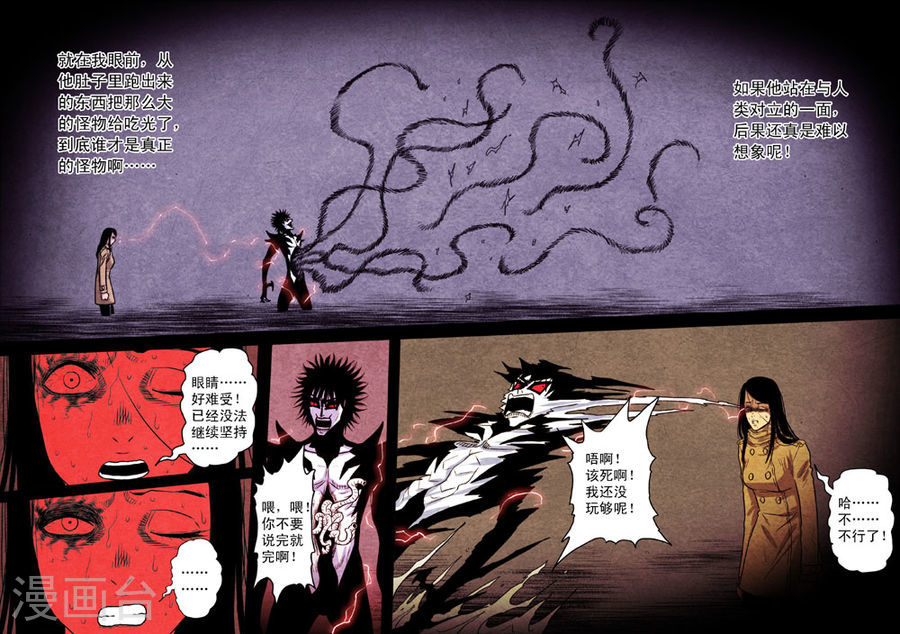 就在我眼前，从
他肚子里跑出来
的东西把那么大
的怪物给吃光了，
到底谁才是真正
的怪物啊……
如果他站在与人
类对立的一面，
后果还真是难以
想象呢！
眼睛……
好难受！
已经没法
继续坚持
……
……
喂，喂！
你不要
说完就
完啊！
唔啊！
该死啊！
我还没
玩够呢！
哈……
不……
不行了！
漫画台